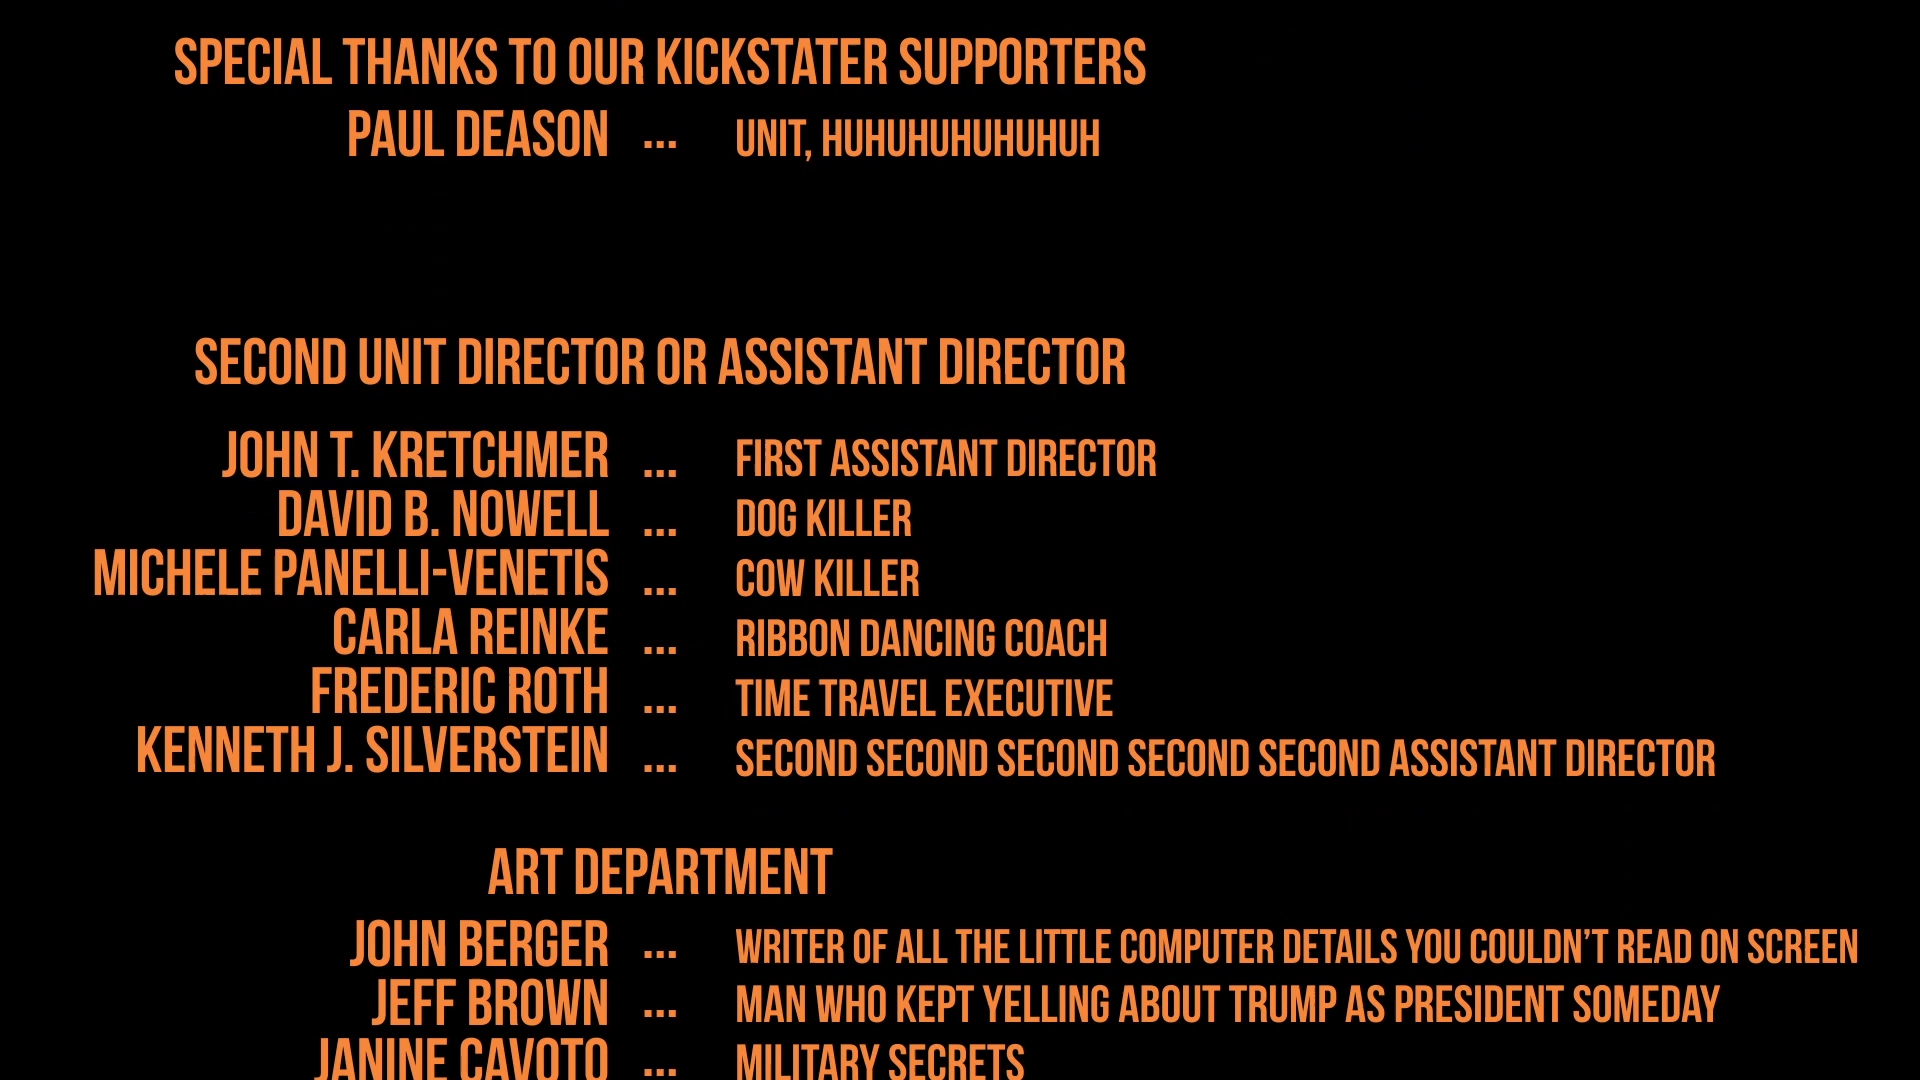 SPECIAL THANKS TO OUR KICKSTATER SUPPORTERS
PAUL DEASON ... UNIT, HUHUHUHUHUHUH
SECOND UNIT DIRECTOR OR ASSISTANT DIRECTOR
JOHN T. KRETCHMER ... FIRST ASSISTANT DIRECTOR
DAVID B. NOWELL ... DOG KILLER
MICHELE PANELLI-VENETIS ... COW KILLER
CARLA REINKE ... RIBBON DANCING COACH
FREDERIC ROTH ... TIME TRAVEL EXECUTIVE
KENNETH J. SILVERSTEIN ... SECOND SECOND SECOND SECOND SECOND ASSISTANT DIRECTOR
ART DEPARTMENT
JOHN BERGER ... WRITER OF ALL THE LITTLE COMPUTER DETAILS YOU COULDN’T READ ON SCREEN
JEFF BROWN ... MAN WHO KEPT YELLING ABOUT TRUMP AS PRESIDENT SOMEDAY
JANINE CAVOTO ... MILITARY SECRETS